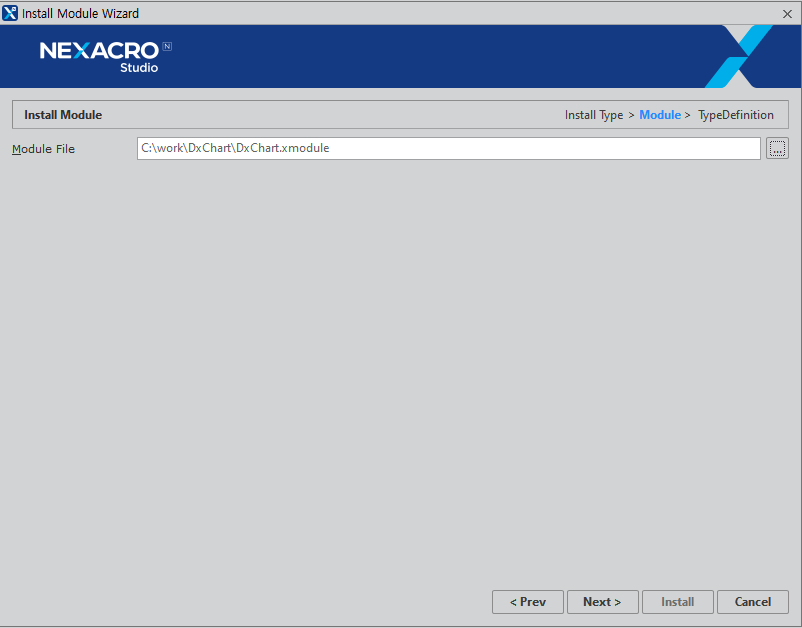 Install Module Wizard
NEXACRO N
Studio
Install Module
Install Type > Module > TypeDefinition
Module File
C:\work\DxChart\DxChart.xmodule
...
< Prev
Next >
Install
Cancel